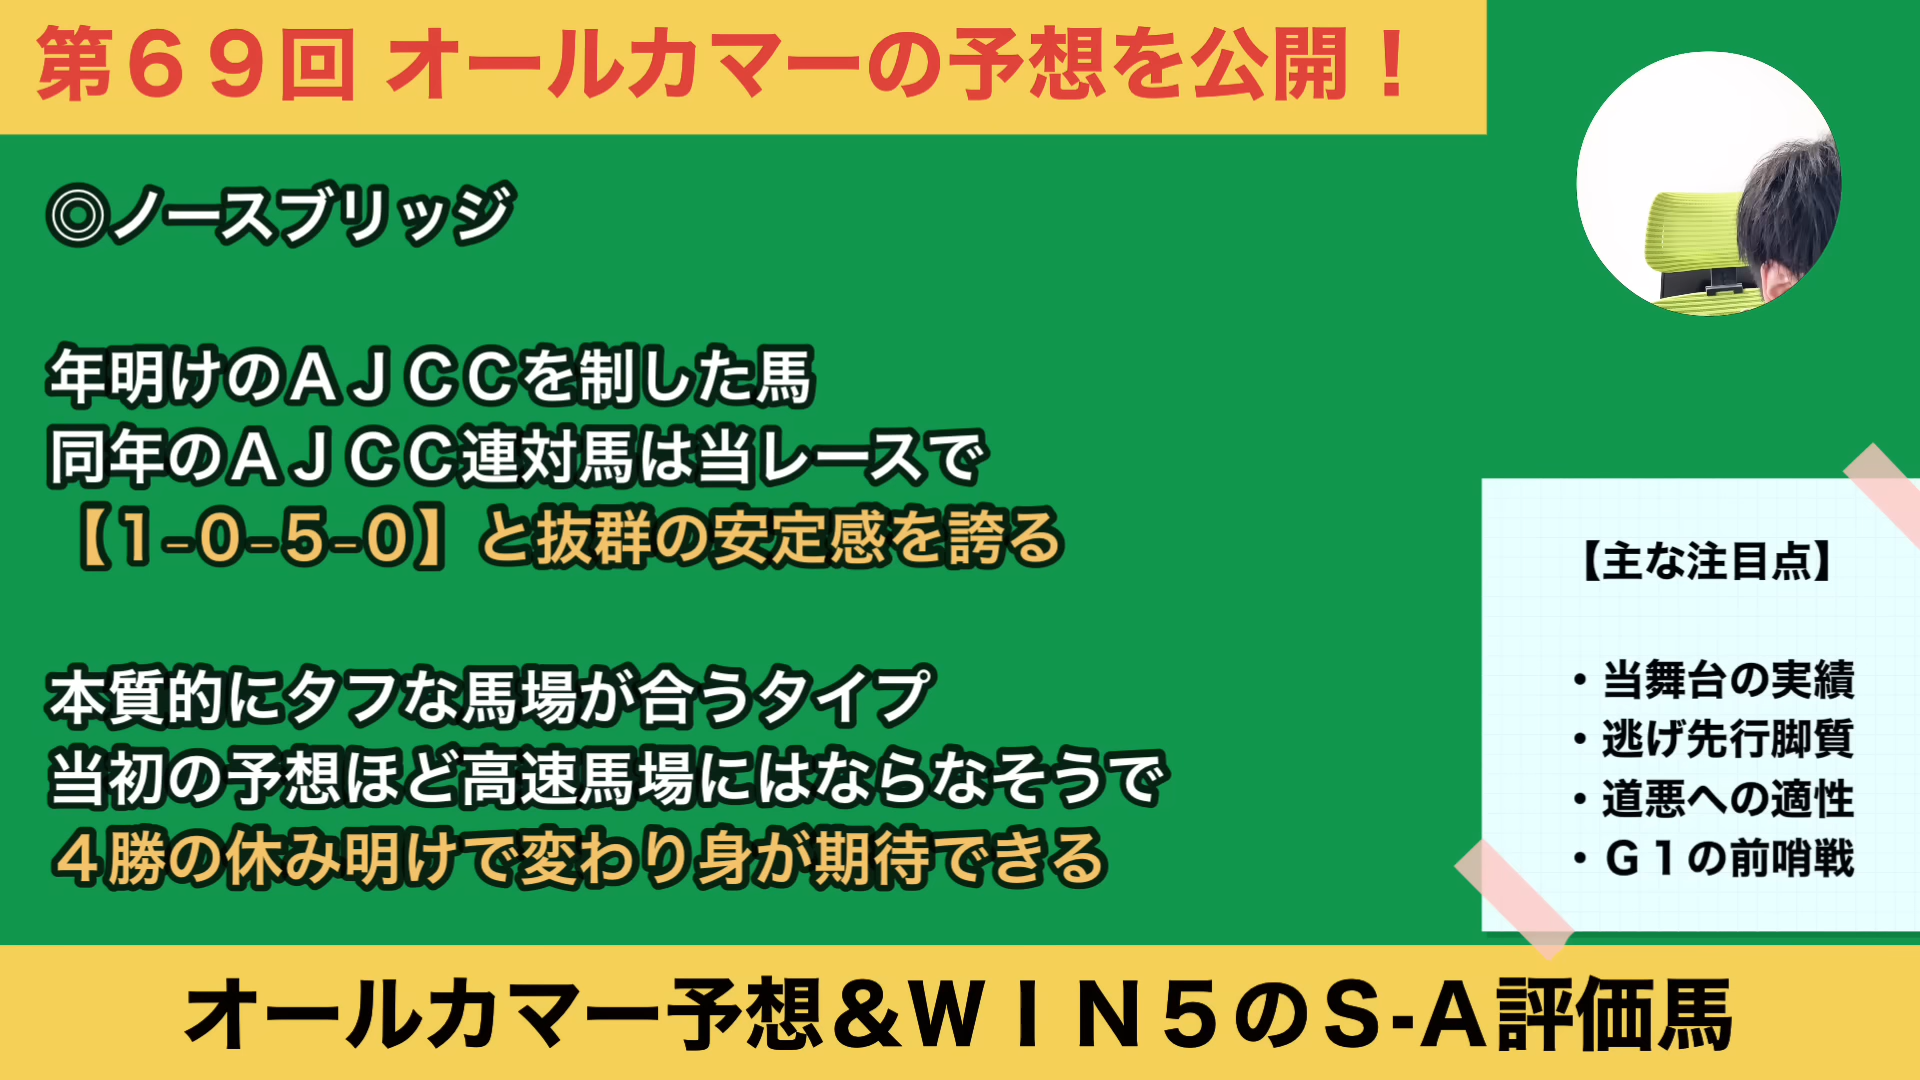 第６９回 オールカマーの予想を公開！
◎ノースブリッジ
年明けのＡＪＣＣを制した馬
同年のＡＪＣＣ連対馬は当レースで
【１−０−５−０】と抜群の安定感を誇る
本質的にタフな馬場が合うタイプ
当初の予想ほど高速馬場にはならなそうで
４勝の休み明けで変わり身が期待できる
【主な注目点】
・当舞台の実績
・逃げ先行脚質
・道悪への適性
・Ｇ１の前哨戦
オールカマー予想＆ＷＩＮ５のＳ-Ａ評価馬